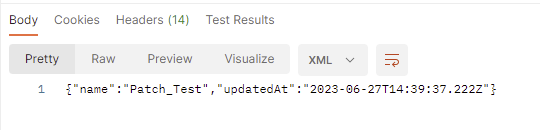 Body Cookies Headers (14) Test Results
Pretty Raw Preview Visualize XML
1 {"name":"Patch_Test","updatedAt":"2023-06-27T14:39:37.222Z"}